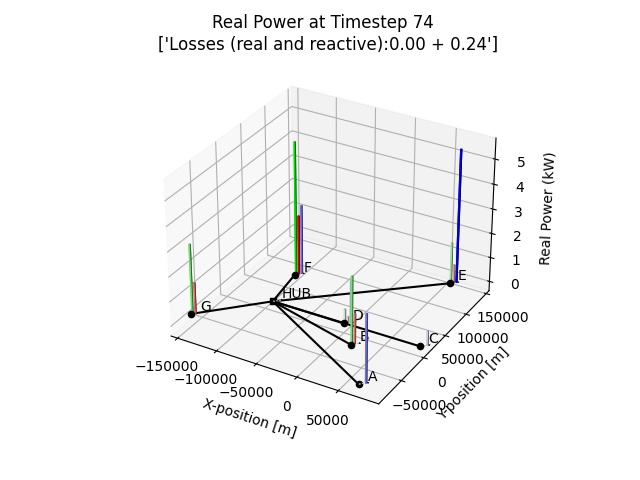 Real Power at Timestep 74
['Losses (real and reactive):0.00 + 0.24']
5
4
3
2
1
0
Real Power (kW)
F
E
HUB
G
D
B
C
A
150000
100000
50000
0
−50000
Y-position [m]
−150000
−100000
−50000
0
50000
X-position [m]